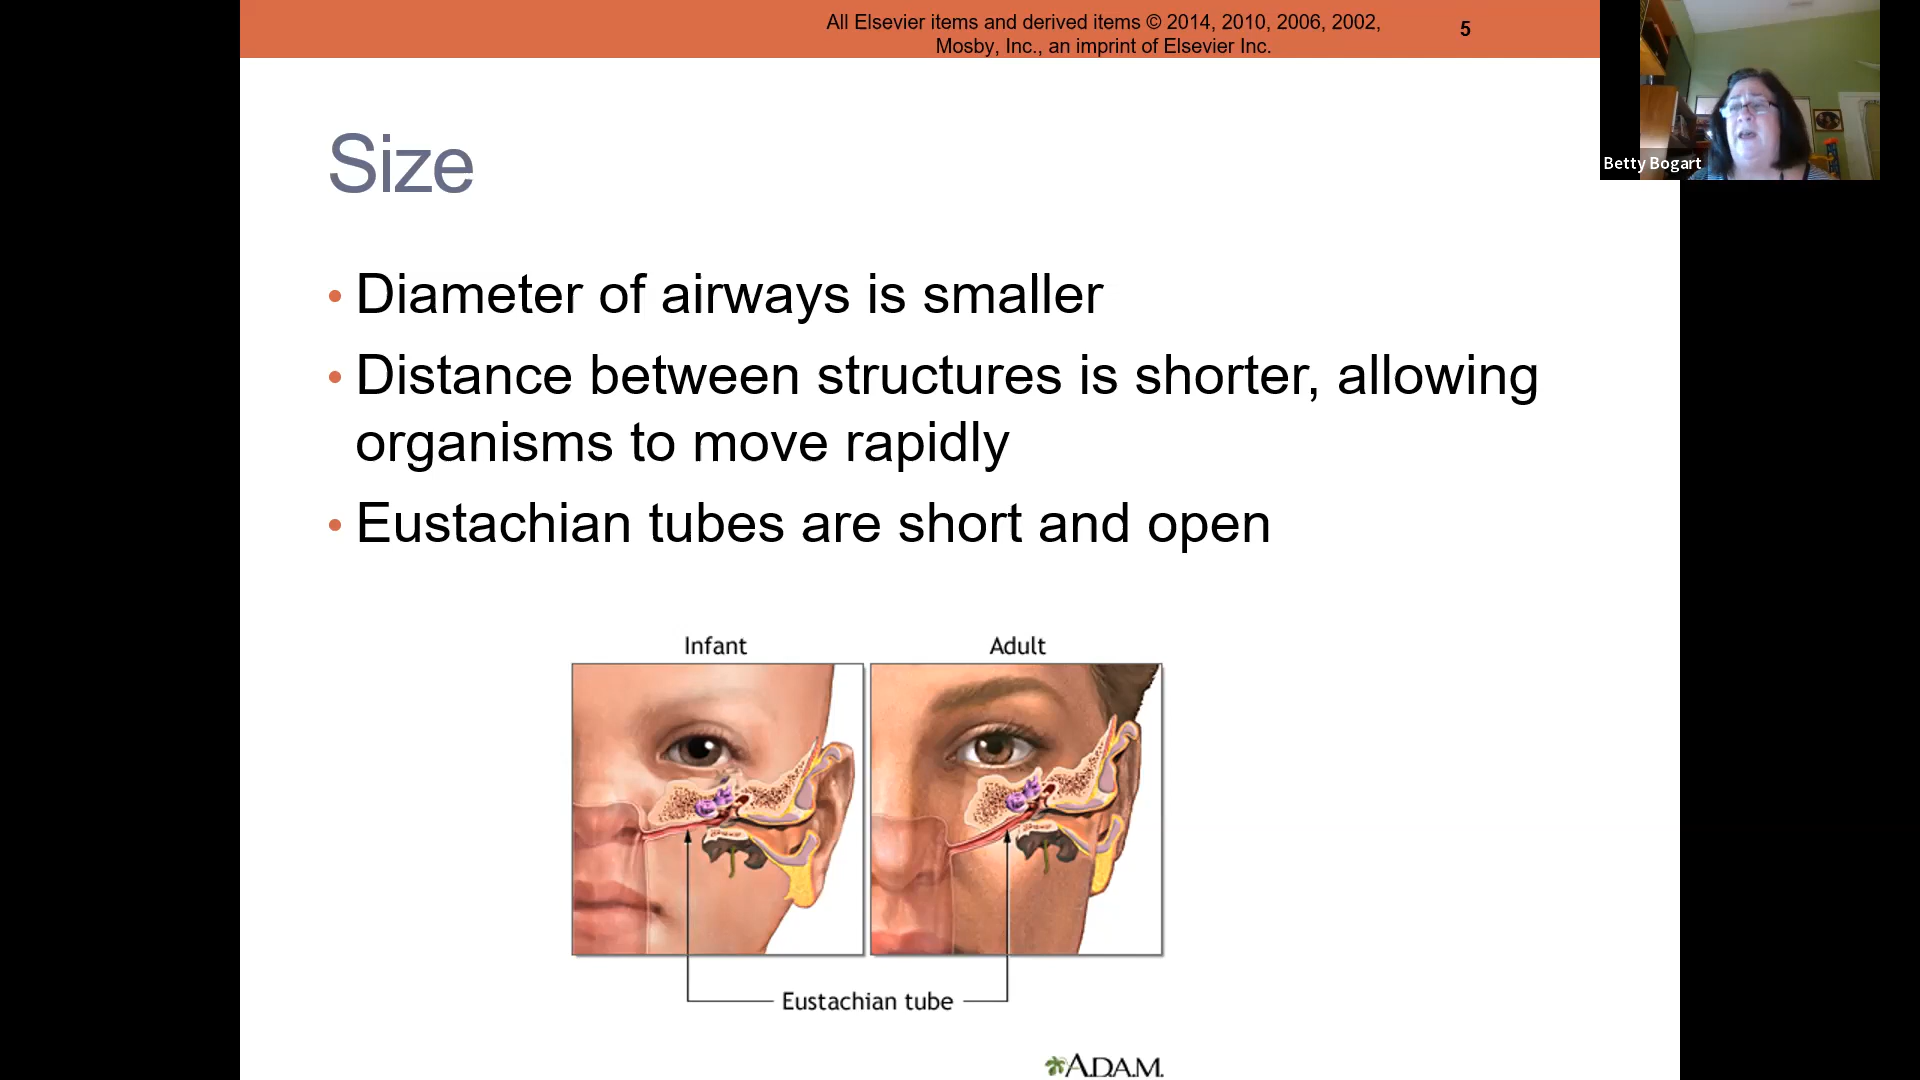 All Elsevier items and derived items © 2014, 2010, 2006, 2002,
Mosby, Inc., an imprint of Elsevier Inc.
5
Betty Bogart
Size
• Diameter of airways is smaller
• Distance between structures is shorter, allowing
organisms to move rapidly
• Eustachian tubes are short and open
Infant
Adult
Eustachian tube
A.D.A.M.